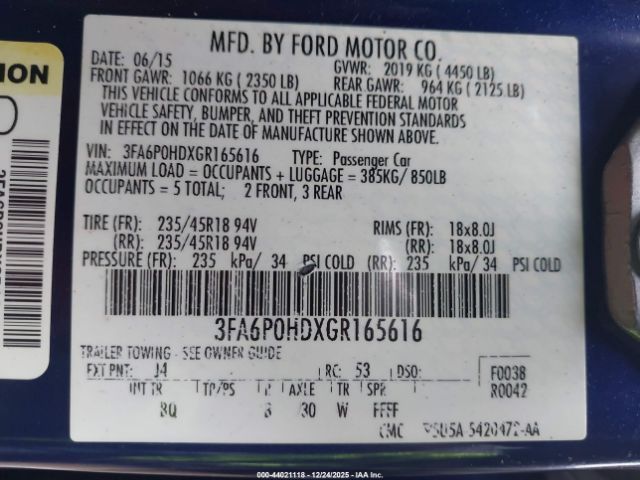 MFD. BY FORD MOTOR CO.
DATE: 06/15 GVWR: 2019 KG ( 4450 LB)
FRONT GAWR: 1066 KG ( 2350 LB) REAR GAWR: 964 KG ( 2125 LB)
THIS VEHICLE CONFORMS TO ALL APPLICABLE FEDERAL MOTOR
VEHICLE SAFETY, BUMPER, AND THEFT PREVENTION STANDARDS
IN EFFECT ON THE DATE OF MANUFACTURE SHOWN ABOVE.
VIN: 3FA6P0HDXGR165616 TYPE: Passenger Car
MAXIMUM LOAD = OCCUPANTS + LUGGAGE = 385KG/ 850LB
OCCUPANTS = 5 TOTAL; 2 FRONT, 3 REAR
TIRE (FR): 235/45R18 94V RIMS (FR): 18x8.0J
(RR): 235/45R18 94V (RR): 18x8.0J
PRESSURE (FR): 235 kPa/ 34 PSI COLD (RR): 235 kPa/ 34 PSI COLD
3FA6P0HDXGR165616
TRAILER TOWING - SEE OWNER GUIDE
EXT PNT: J4 RC: 53 DSO: F0038
R0042
INT TR TP/PS R AXLE TR SPR
30 W FFFF
CMC
44021118 - 12/24/2025 - IAA Inc.